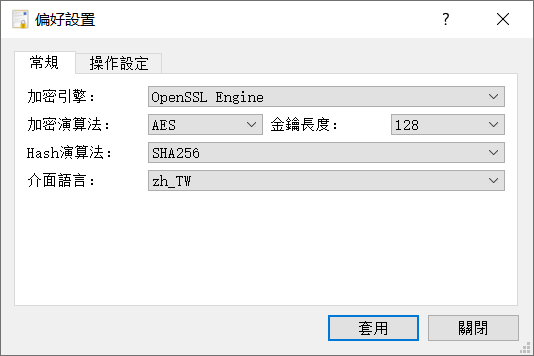 偏好設置
常規 操作設定
加密引擎： OpenSSL Engine
加密演算法： AES 金鑰長度： 128
Hash演算法： SHA256
介面語言： zh_TW
套用 關閉